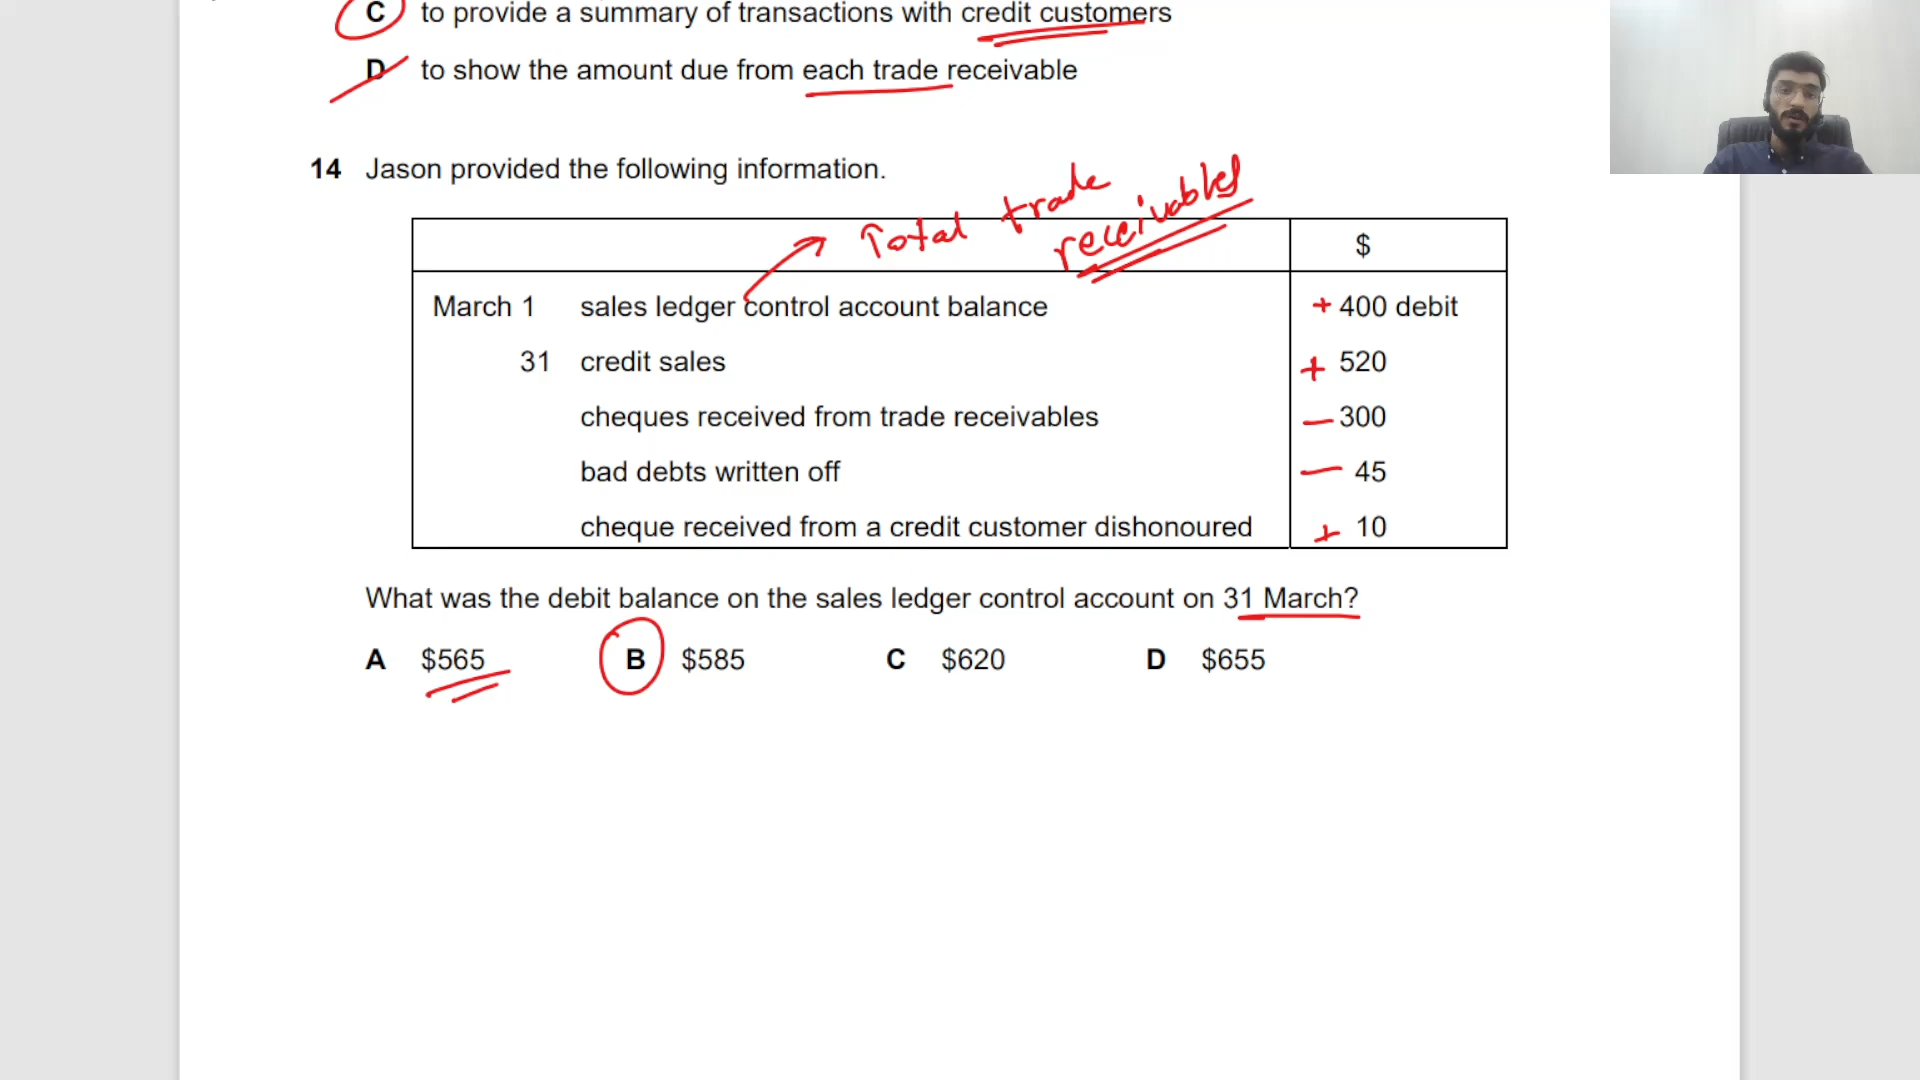 C to provide a summary of transactions with credit customers
D to show the amount due from each trade receivable
14 Jason provided the following information.
Total trade receivables
$
March 1 sales ledger control account balance + 400 debit
31 credit sales + 520
cheques received from trade receivables − 300
bad debts written off − 45
cheque received from a credit customer dishonoured + 10
What was the debit balance on the sales ledger control account on 31 March?
A $565 B $585 C $620 D $655